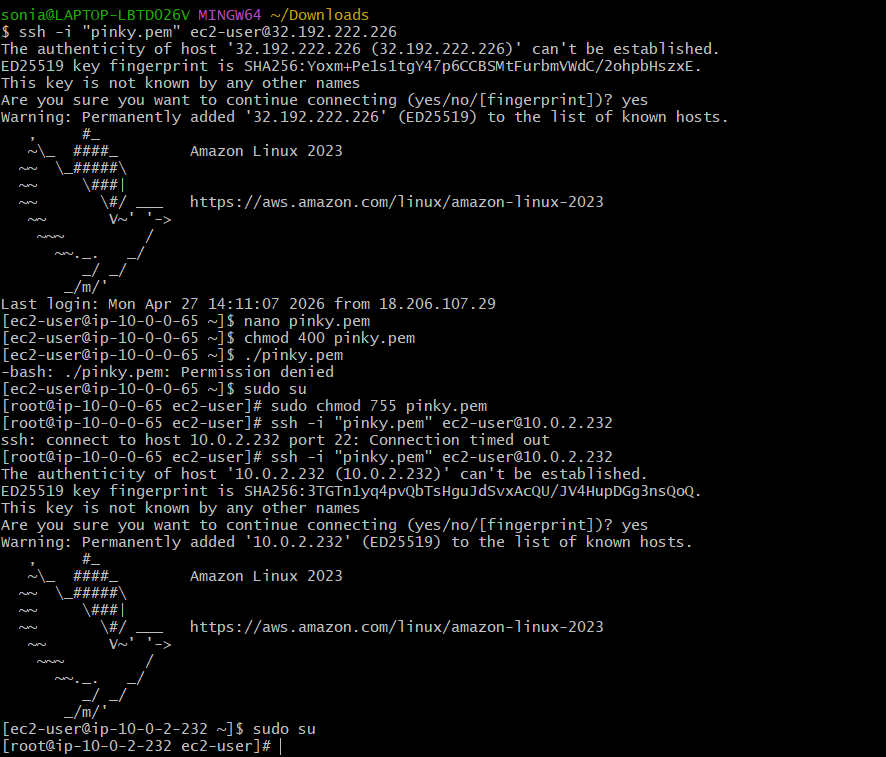 sonia@LAPTOP-LBTDO26V MINGW64 ~/Downloads
$ ssh -i "pinky.pem" ec2-user@32.192.222.226
The authenticity of host '32.192.222.226 (32.192.222.226)' can't be established.
ED25519 key fingerprint is SHA256:Yoxm+Pe1s1tgY47p6CCBSMtFurbmVWdC/2ohpbHszxE.
This key is not known by any other names
Are you sure you want to continue connecting (yes/no/[fingerprint])? yes
Warning: Permanently added '32.192.222.226' (ED25519) to the list of known hosts.
   ,     #_
   ~\_  ####_        Amazon Linux 2023
  ~~  \_#####\
  ~~     \###|
  ~~       \#/ ___   https://aws.amazon.com/linux/amazon-linux-2023
   ~~       V~' '->
    ~~~         /
      ~~._.   _/
         _/ _/
       _/m/'
Last login: Mon Apr 27 14:11:07 2026 from 18.206.107.29
[ec2-user@ip-10-0-0-65 ~]$ nano pinky.pem
[ec2-user@ip-10-0-0-65 ~]$ chmod 400 pinky.pem
[ec2-user@ip-10-0-0-65 ~]$ ./pinky.pem
-bash: ./pinky.pem: Permission denied
[ec2-user@ip-10-0-0-65 ~]$ sudo su
[root@ip-10-0-0-65 ec2-user]# sudo chmod 755 pinky.pem
[root@ip-10-0-0-65 ec2-user]# ssh -i "pinky.pem" ec2-user@10.0.2.232
ssh: connect to host 10.0.2.232 port 22: Connection timed out
[root@ip-10-0-0-65 ec2-user]# ssh -i "pinky.pem" ec2-user@10.0.2.232
The authenticity of host '10.0.2.232 (10.0.2.232)' can't be established.
ED25519 key fingerprint is SHA256:3TGTn1yq4pvQbTsHguJdSvxAcQU/JV4HupDGg3nsQoQ.
This key is not known by any other names
Are you sure you want to continue connecting (yes/no/[fingerprint])? yes
Warning: Permanently added '10.0.2.232' (ED25519) to the list of known hosts.
   ,     #_
   ~\_  ####_        Amazon Linux 2023
  ~~  \_#####\
  ~~     \###|
  ~~       \#/ ___   https://aws.amazon.com/linux/amazon-linux-2023
   ~~       V~' '->
    ~~~         /
      ~~._.   _/
         _/ _/
       _/m/'
[ec2-user@ip-10-0-2-232 ~]$ sudo su
[root@ip-10-0-2-232 ec2-user]#